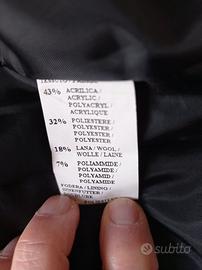 43% ACRILICA /
ACRYLIC /
POLYACRYL /
ACRYLIQUE
32% POLIESTERE /
POLYESTER /
POLYESTER /
POLYESTER
18% LANA / WOOL /
WOLLE / LAINE
7% POLIAMMIDE /
POLYAMIDE /
POLYAMID /
POLYAMIDE
FODERA / LINING /
subito